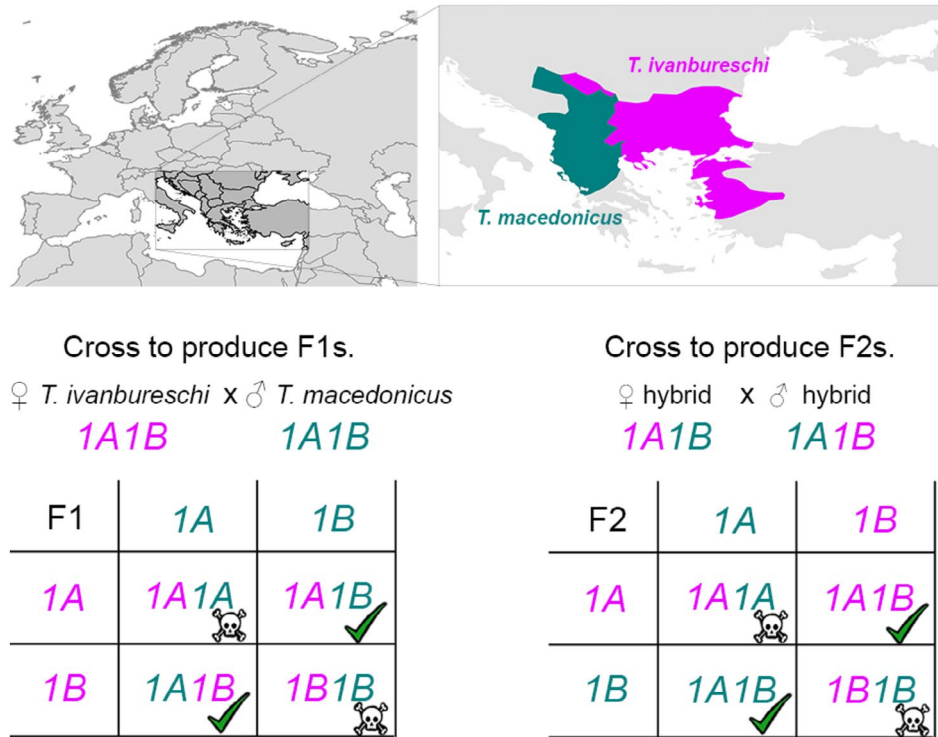 T. ivanbureschi
T. macedonicus
Cross to produce F1s.
♀ T. ivanbureschi x ♂ T. macedonicus
1A1B 1A1B
F1 1A 1B
1A 1A1A 1A1B
1B 1A1B 1B1B
Cross to produce F2s.
♀ hybrid x ♂ hybrid
1A1B 1A1B
F2 1A 1B
1A 1A1A 1A1B
1B 1A1B 1B1B